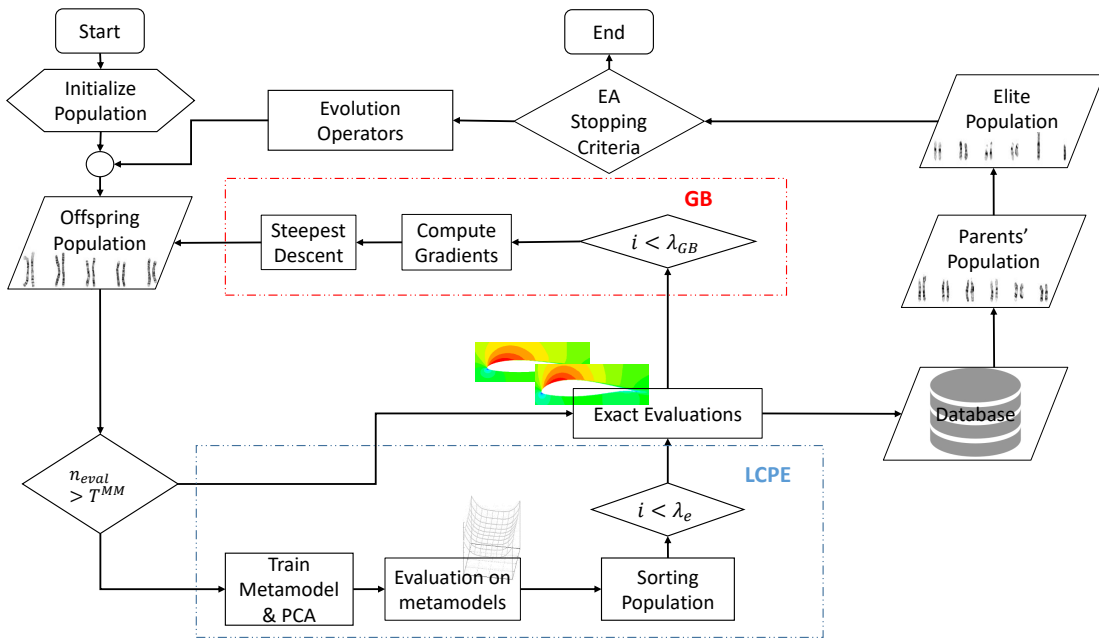 Start
End
Initialize
Population
Evolution
Operators
EA
Stopping
Criteria
Elite
Population
GB
Offspring
Population
Steepest
Descent
Compute
Gradients
i < λ_GB
Parents’
Population
Exact Evaluations
Database
n_eval
> T^MM
LCPE
i < λ_e
Train
Metamodel
& PCA
Evaluation on
metamodels
Sorting
Population